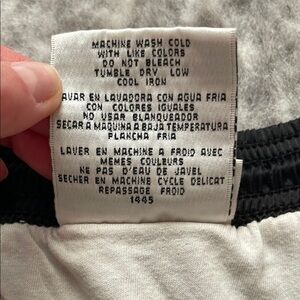 MACHINE WASH COLD
WITH LIKE COLORS
DO NOT BLEACH
TUMBLE DRY LOW
COOL IRON
AVAR EN LAVADORA CON AGUA FRIA
CON COLORES IGUALES
NO USAR BLANQUEADOR
SECAR A MAQUINA A BAJA TEMPERATURA
PLANCHA FRIA
LAVER EN MACHINE A FROID AVEC
MEMES COULEURS
NE PAS D'EAU DE JAVEL
SECHER EN MACHINE CYCLE DELICAT
REPASSAGE FROID
1445